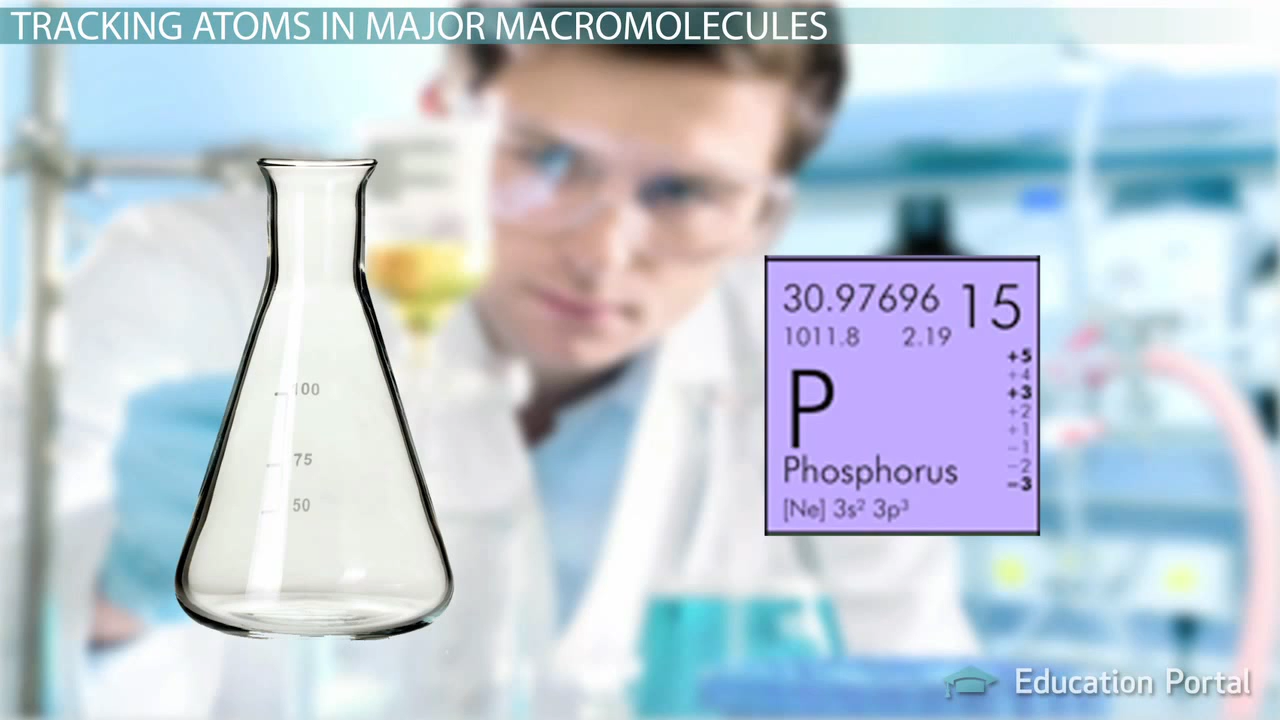 TRACKING ATOMS IN MAJOR MACROMOLECULES
100
75
50
30.97696 15
1011.8 2.19
+5
+4
+3
+2
+1
−1
−2
−3
P
Phosphorus
[Ne] 3s² 3p³
Education Portal